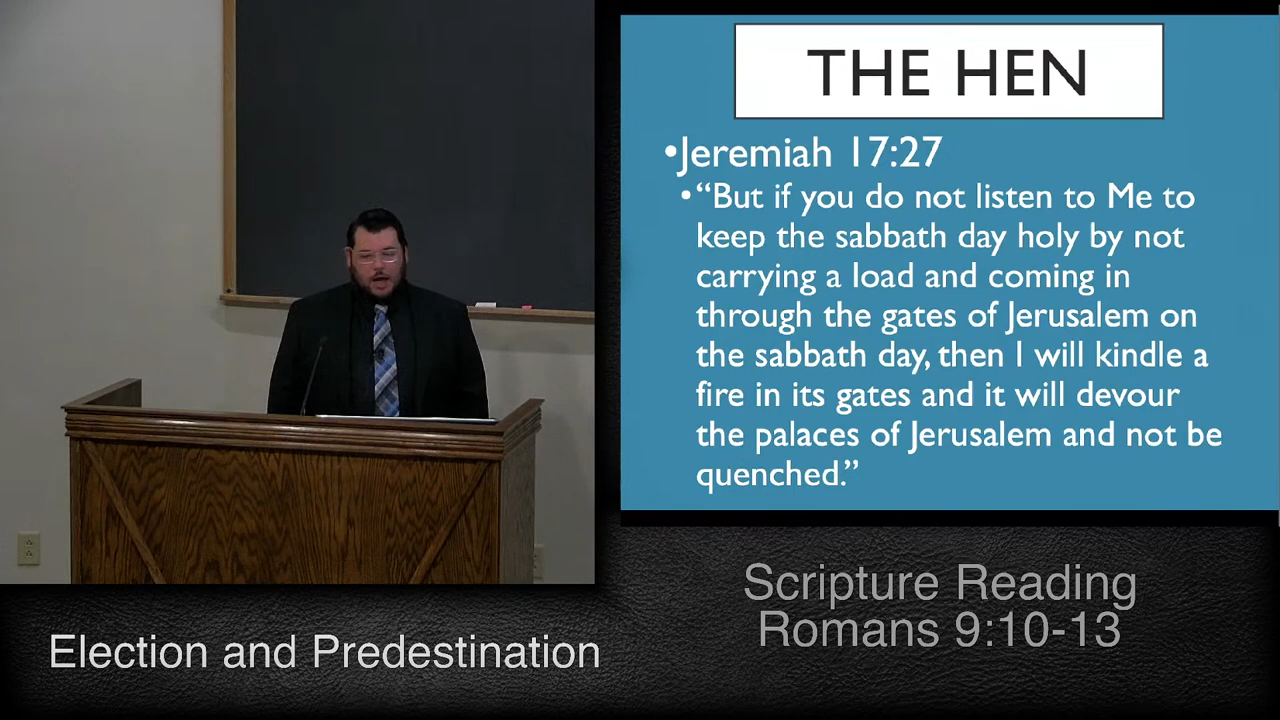 THE HEN
•Jeremiah 17:27
•“But if you do not listen to Me to
keep the sabbath day holy by not
carrying a load and coming in
through the gates of Jerusalem on
the sabbath day, then I will kindle a
fire in its gates and it will devour
the palaces of Jerusalem and not be
quenched.”
Scripture Reading
Romans 9:10-13
Election and Predestination